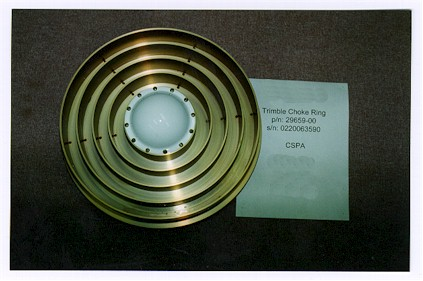 Trimble Choke Ring
p/n: 29659-00
s/n: 0220063590
CSPA